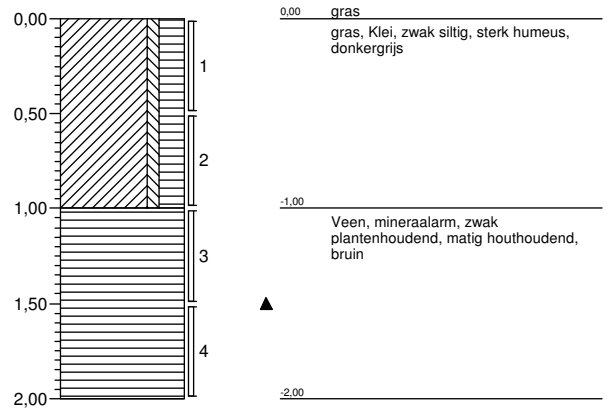 0,00
0,50
1,00
1,50
2,00
1
2
3
4
0,00 gras
gras, Klei, zwak siltig, sterk humeus,
donkergrijs
-1,00
Veen, mineraalarm, zwak
plantenhoudend, matig houthoudend,
bruin
-2,00